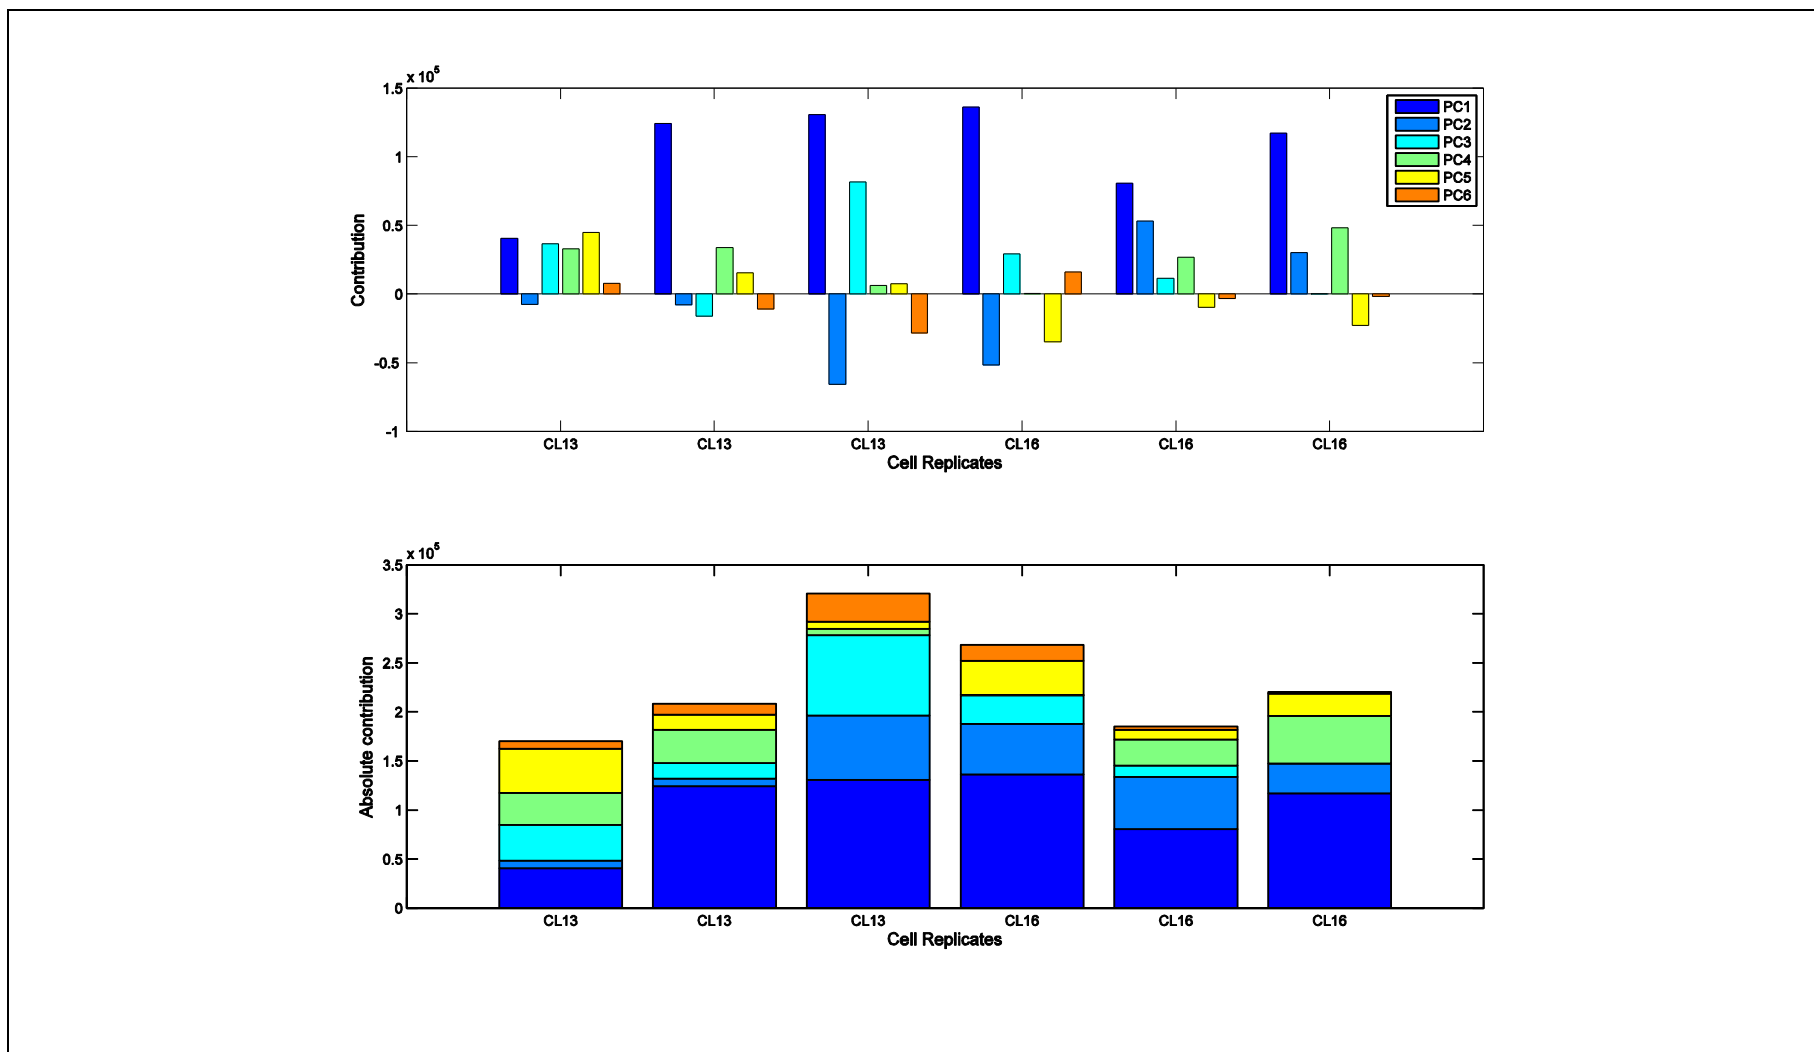 x 10^5
1.5
1
0.5
0
-0.5
-1
Contribution
PC1
PC2
PC3
PC4
PC5
PC6
CL13 CL13 CL13 CL16 CL16 CL16
Cell Replicates
x 10^5
3.5
3
2.5
2
1.5
1
0.5
0
Absolute contribution
CL13 CL13 CL13 CL16 CL16 CL16
Cell Replicates